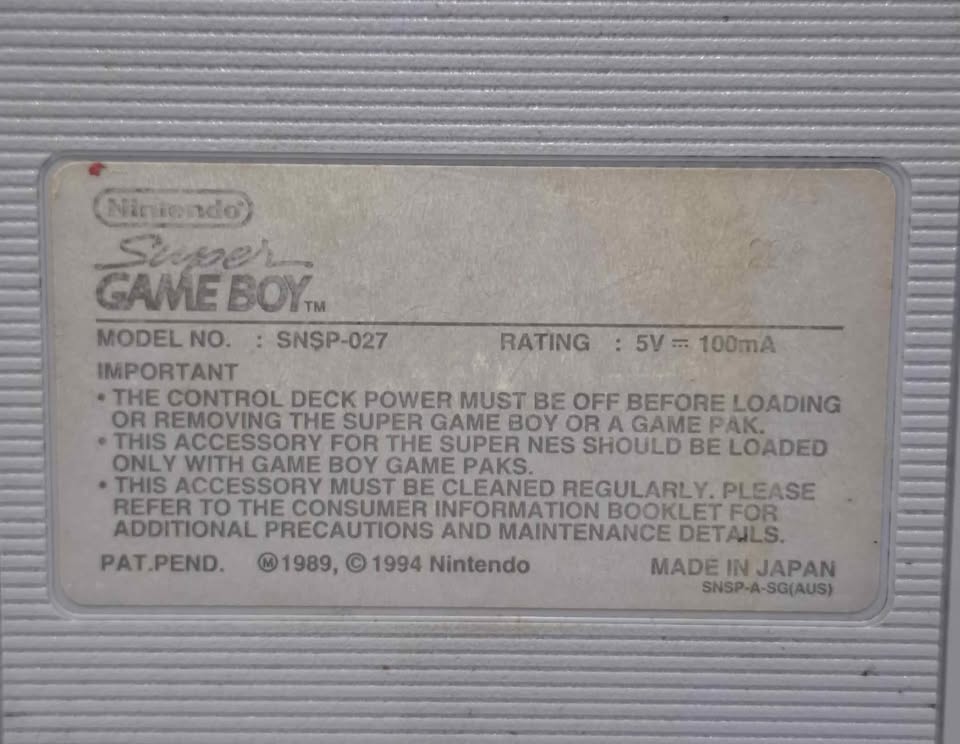 Nintendo®
Super
GAME BOY™
MODEL NO. : SNSP-027 RATING : 5V ⎓ 100mA
IMPORTANT
• THE CONTROL DECK POWER MUST BE OFF BEFORE LOADING
OR REMOVING THE SUPER GAME BOY OR A GAME PAK.
• THIS ACCESSORY FOR THE SUPER NES SHOULD BE LOADED
ONLY WITH GAME BOY GAME PAKS.
• THIS ACCESSORY MUST BE CLEANED REGULARLY. PLEASE
REFER TO THE CONSUMER INFORMATION BOOKLET FOR
ADDITIONAL PRECAUTIONS AND MAINTENANCE DETAILS.
PAT.PEND. Ⓜ1989, ©1994 Nintendo MADE IN JAPAN
SNSP-A-SG(AUS)